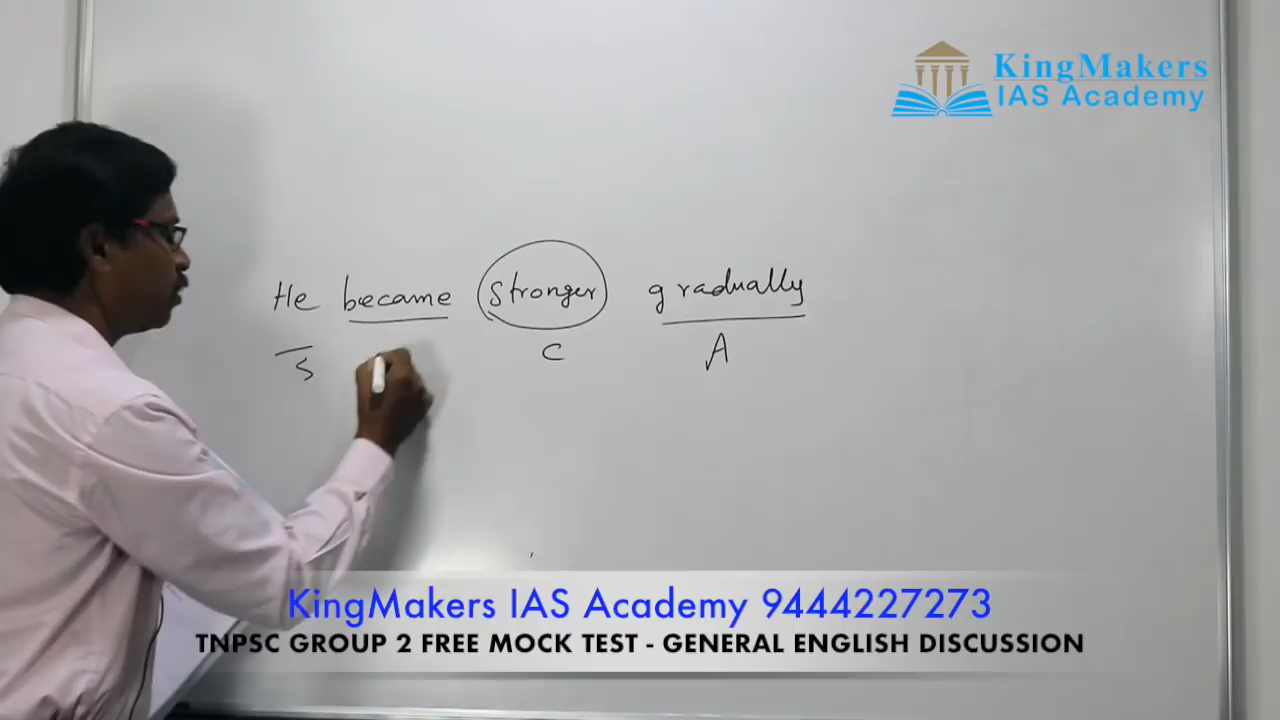 KingMakers
IAS Academy
He became stronger gradually
S C A
KingMakers IAS Academy 9444227273
TNPSC GROUP 2 FREE MOCK TEST - GENERAL ENGLISH DISCUSSION